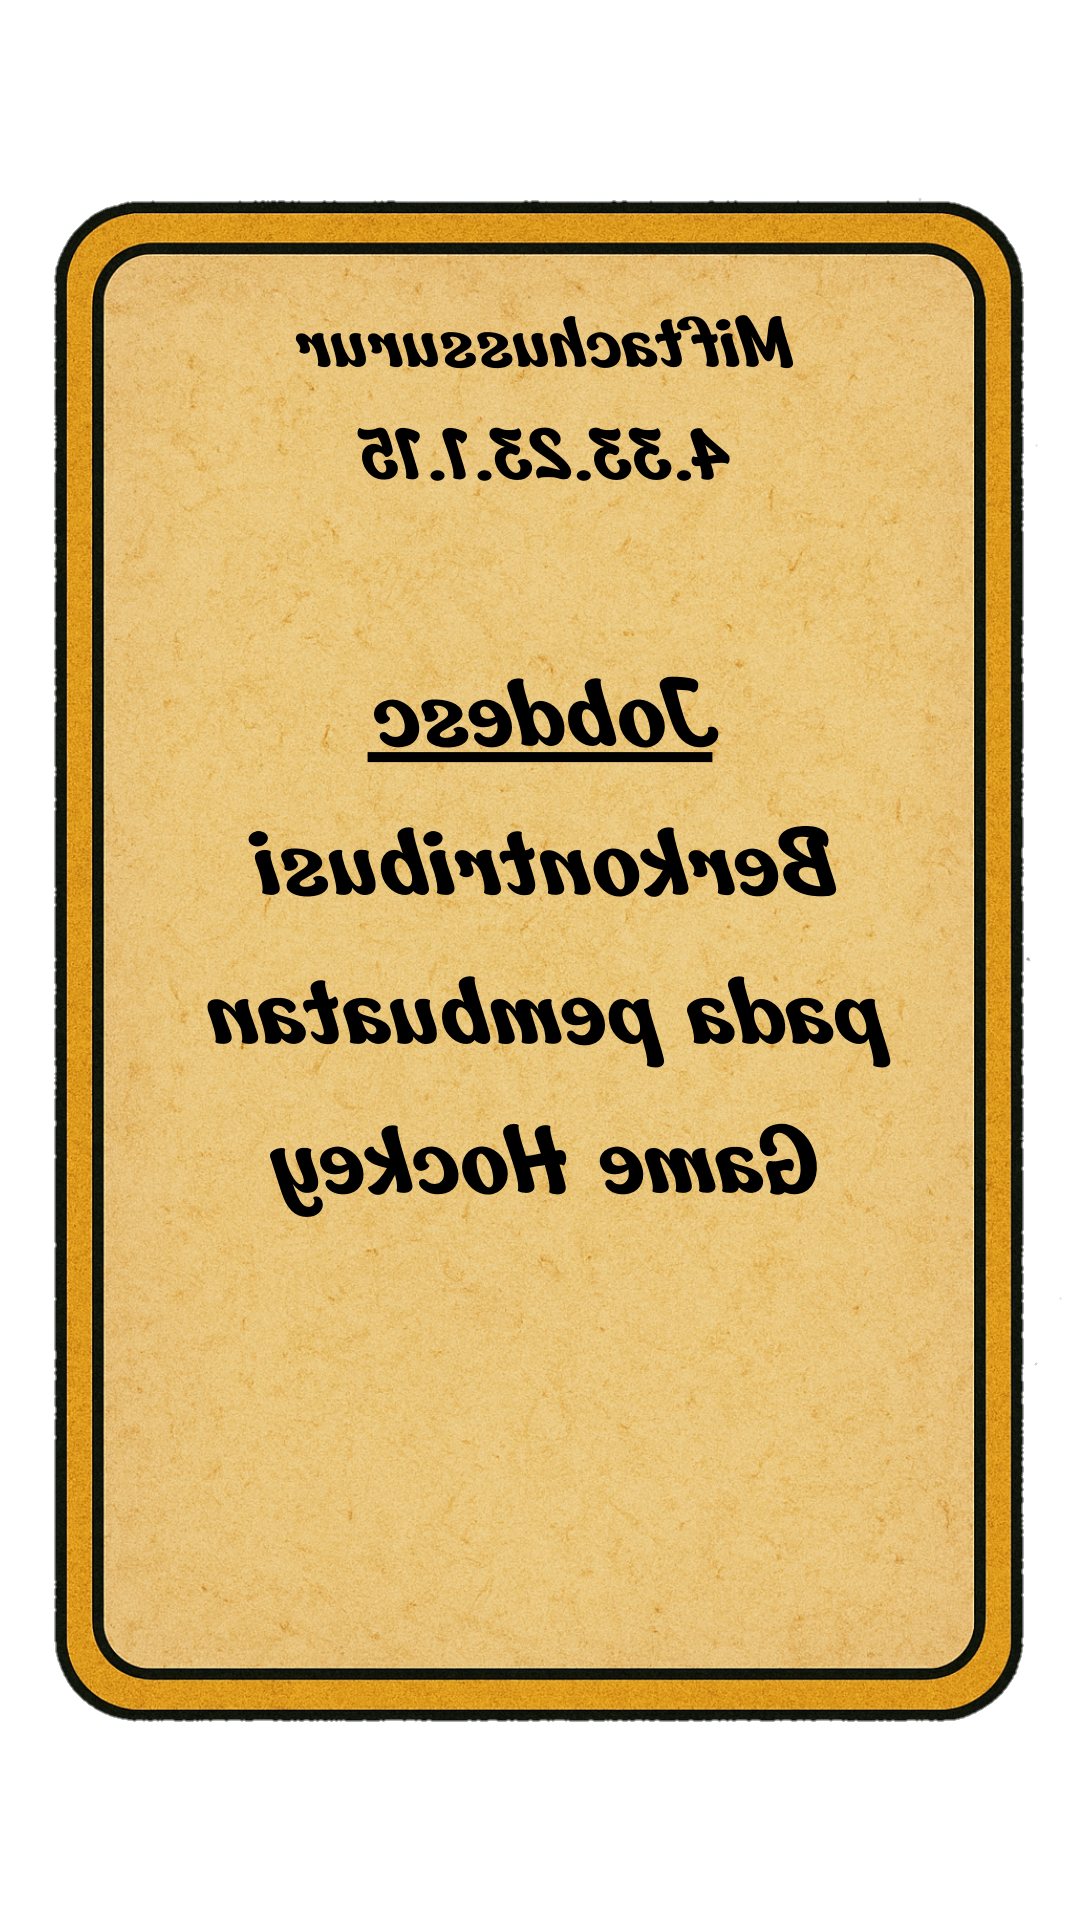 Miftachussurur
4.33.23.1.15
Jobdesc
Berkontribusi
pada pembuatan
Game Hockey